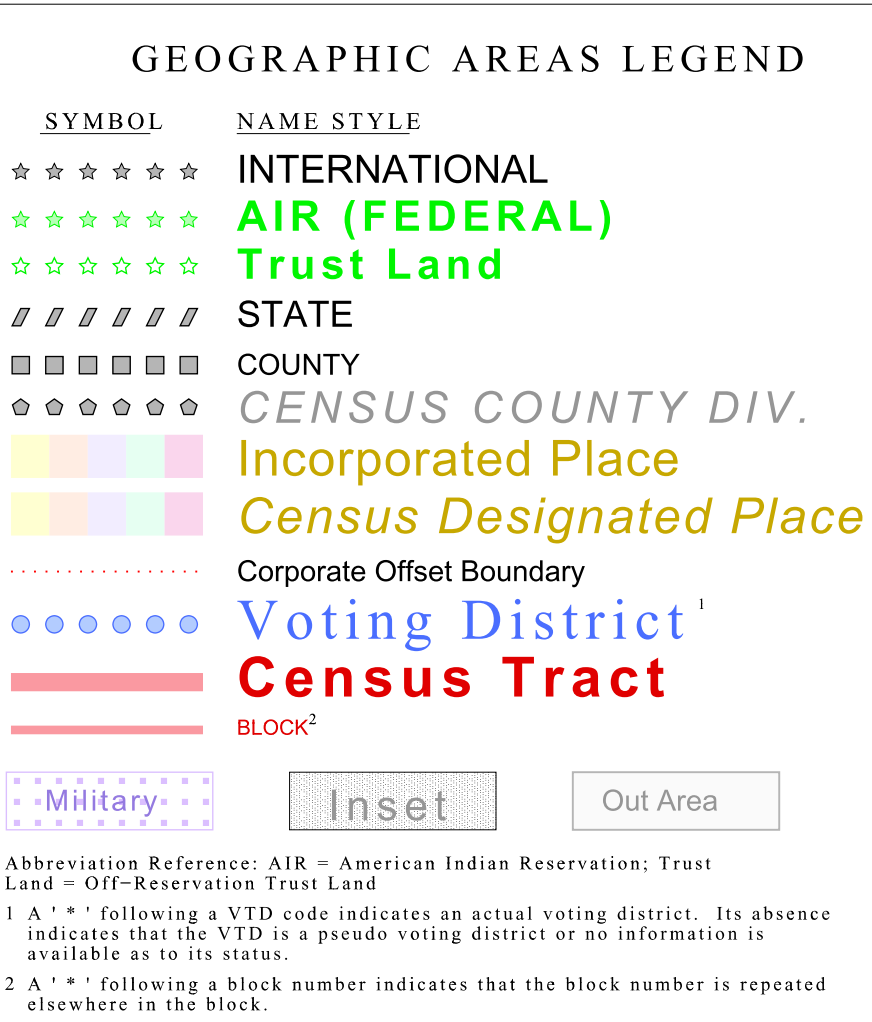 GEOGRAPHIC AREAS LEGEND
SYMBOL NAME STYLE
INTERNATIONAL
AIR (FEDERAL)
Trust Land
STATE
COUNTY
CENSUS COUNTY DIV.
Incorporated Place
Census Designated Place
Corporate Offset Boundary
Voting District 1
Census Tract
BLOCK2
Military Inset Out Area
Abbreviation Reference: AIR = American Indian Reservation; Trust
Land = Off−Reservation Trust Land
1 A ' * ' following a VTD code indicates an actual voting district. Its absence
indicates that the VTD is a pseudo voting district or no information is
available as to its status.
2 A ' * ' following a block number indicates that the block number is repeated
elsewhere in the block.